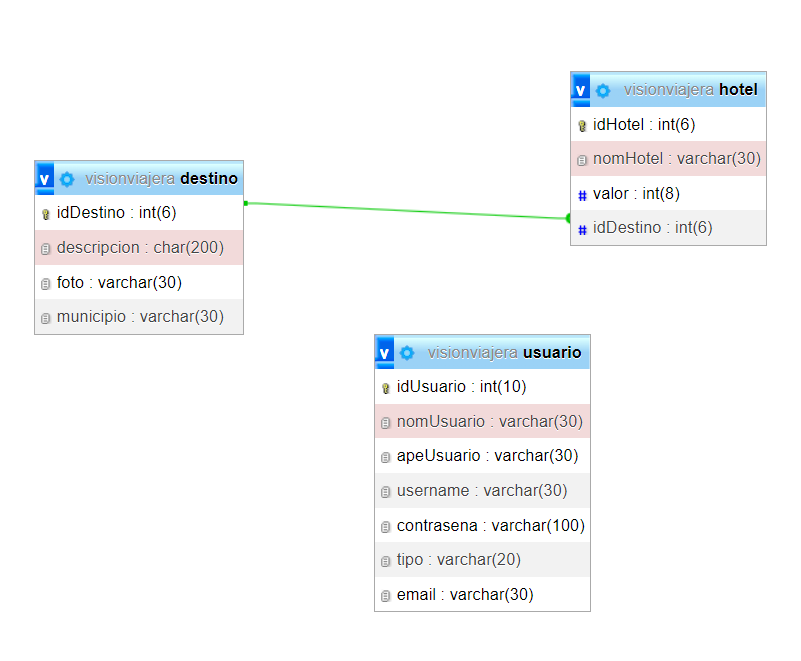 v visionviajera hotel
idHotel : int(6)
nomHotel : varchar(30)
# valor : int(8)
# idDestino : int(6)
v visionviajera destino
idDestino : int(6)
descripcion : char(200)
foto : varchar(30)
municipio : varchar(30)
v visionviajera usuario
idUsuario : int(10)
nomUsuario : varchar(30)
apeUsuario : varchar(30)
username : varchar(30)
contrasena : varchar(100)
tipo : varchar(20)
email : varchar(30)